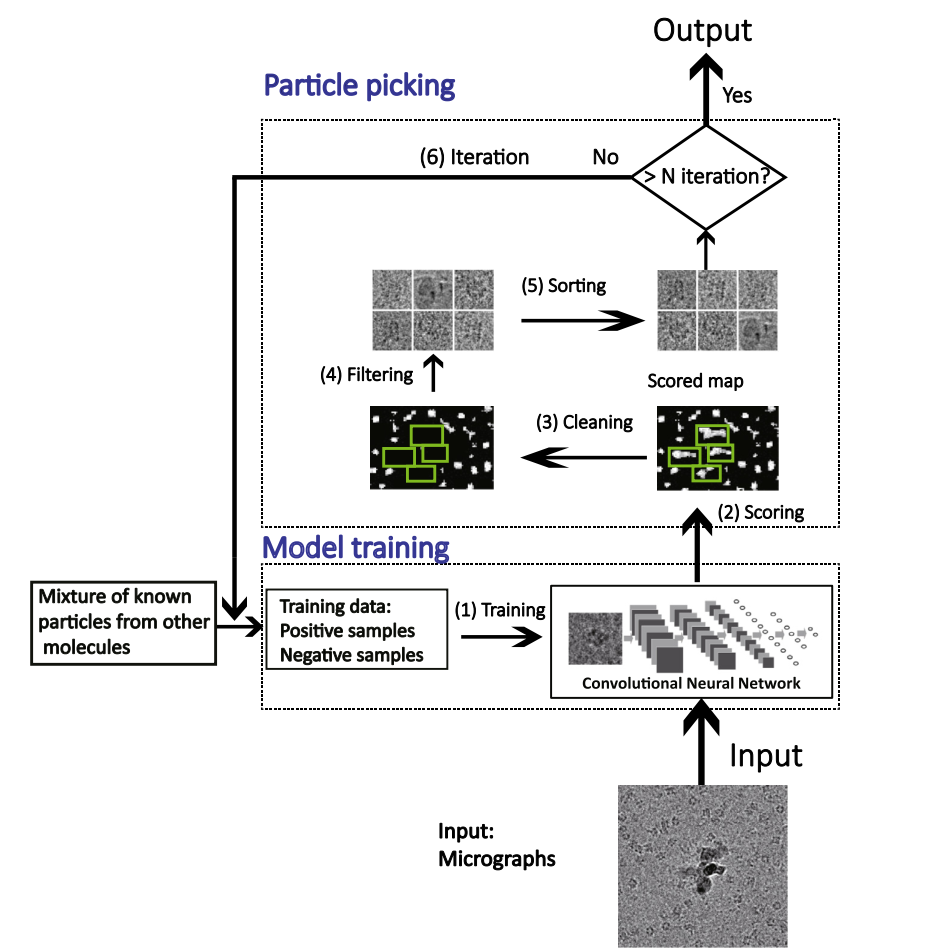 Output
Particle picking
Yes
(6) Iteration
No
> N iteration?
(5) Sorting
(4) Filtering
Scored map
(3) Cleaning
(2) Scoring
Model training
Mixture of known
particles from other
molecules
Training data:
Positive samples
Negative samples
(1) Training
Convolutional Neural Network
Input
Input:
Micrographs